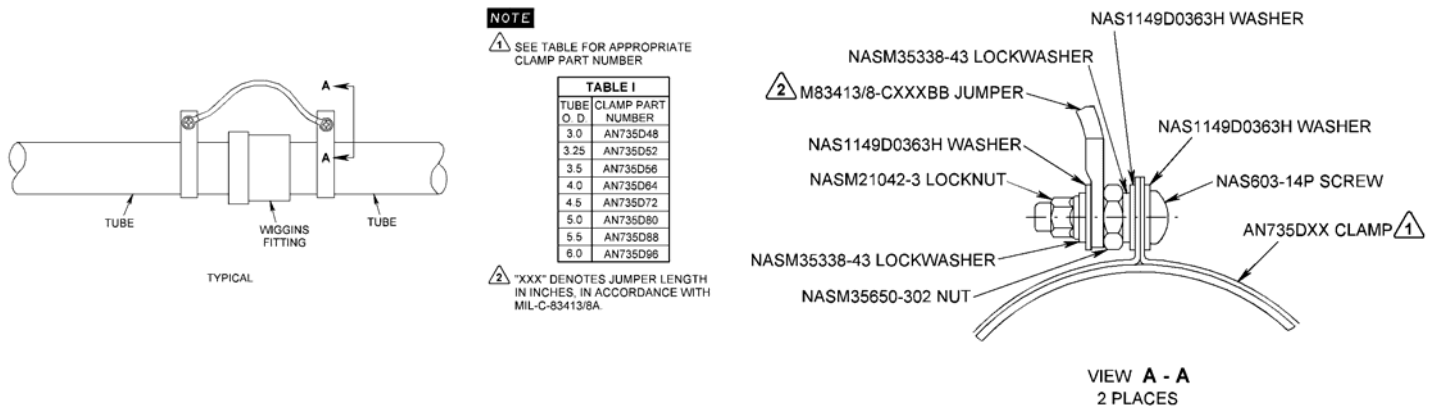 A
A
TUBE
WIGGINS
FITTING
TUBE
TYPICAL
NOTE
1 SEE TABLE FOR APPROPRIATE
CLAMP PART NUMBER
TABLE I
TUBE O. D. CLAMP PART NUMBER
3.0 AN735D48
3.25 AN735D52
3.5 AN735D56
4.0 AN735D64
4.5 AN735D72
5.0 AN735D80
5.5 AN735D88
6.0 AN735D96
2 "XXX" DENOTES JUMPER LENGTH
IN INCHES, IN ACCORDANCE WITH
MIL-C-83413/8A.
NAS1149D0363H WASHER
NASM35338-43 LOCKWASHER
2 M83413/8-CXXXBB JUMPER
NAS1149D0363H WASHER
NAS1149D0363H WASHER
NASM21042-3 LOCKNUT
NAS603-14P SCREW
AN735DXX CLAMP 1
NASM35338-43 LOCKWASHER
NASM35650-302 NUT
VIEW A - A
2 PLACES